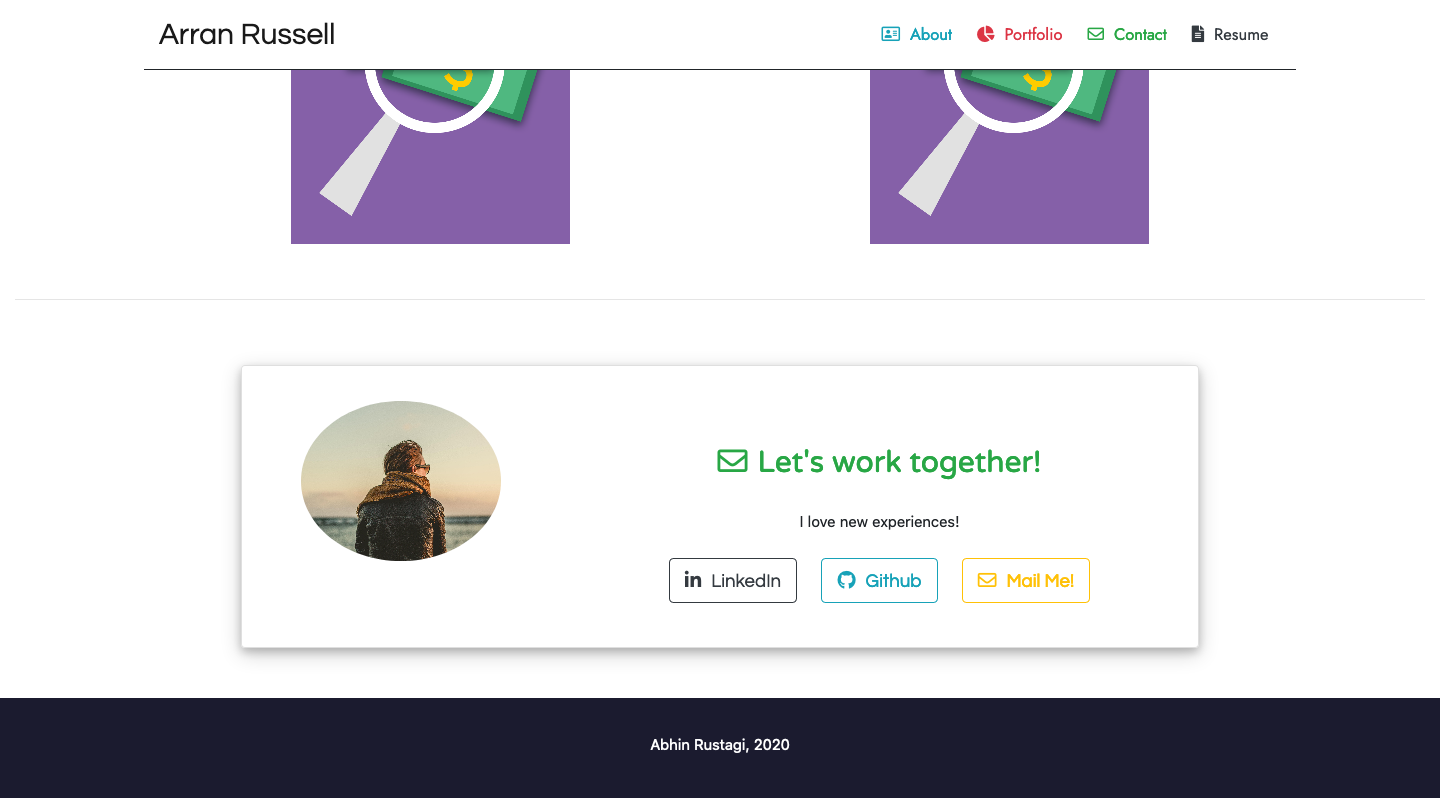 Arran Russell
About
Portfolio
Contact
Resume
$
$
Let's work together!
I love new experiences!
LinkedIn
Github
Mail Me!
Abhin Rustagi, 2020